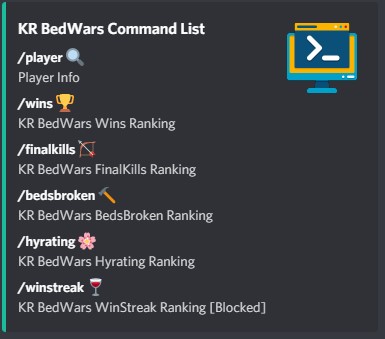 KR BedWars Command List
/player 🔍
Player Info
/wins 🏆
KR BedWars Wins Ranking
/finalkills 🏹
KR BedWars FinalKills Ranking
/bedsbroken 🔨
KR BedWars BedsBroken Ranking
/hyrating 🌸
KR BedWars Hyrating Ranking
/winstreak 🍷
KR BedWars WinStreak Ranking [Blocked]